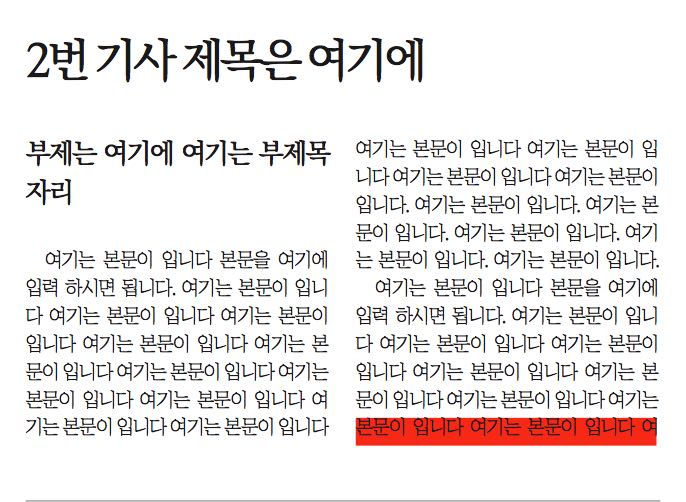 2번 기사 제목은 여기에
부제는 여기에 여기는 부제목
자리
여기는 본문이 입니다 본문을 여기에
입력 하시면 됩니다. 여기는 본문이 입니
다 여기는 본문이 입니다 여기는 본문이
입니다 여기는 본문이 입니다 여기는 본
문이 입니다 여기는 본문이 입니다 여기는
본문이 입니다 여기는 본문이 입니다 여
기는 본문이 입니다 여기는 본문이 입니다
여기는 본문이 입니다 여기는 본문이 입
니다 여기는 본문이 입니다 여기는 본문이
입니다. 여기는 본문이 입니다. 여기는 본
문이 입니다. 여기는 본문이 입니다. 여기
는 본문이 입니다. 여기는 본문이 입니다.
여기는 본문이 입니다 본문을 여기에
입력 하시면 됩니다. 여기는 본문이 입니
다 여기는 본문이 입니다 여기는 본문이
입니다 여기는 본문이 입니다 여기는 본
문이 입니다 여기는 본문이 입니다 여기는
본문이 입니다 여기는 본문이 입니다 여